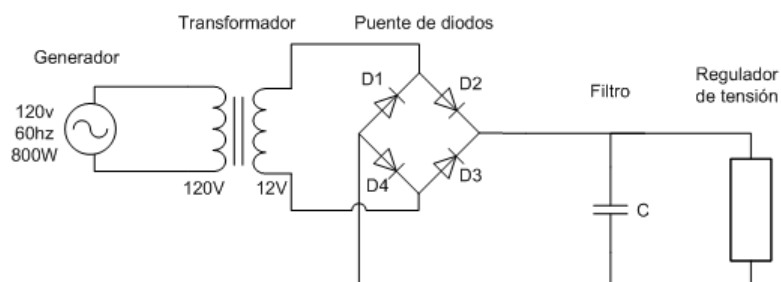 Transformador
Puente de diodos
Generador
D1
D2
Filtro
Regulador
de tensión
120v
60hz
800W
120V
12V
D4
D3
C